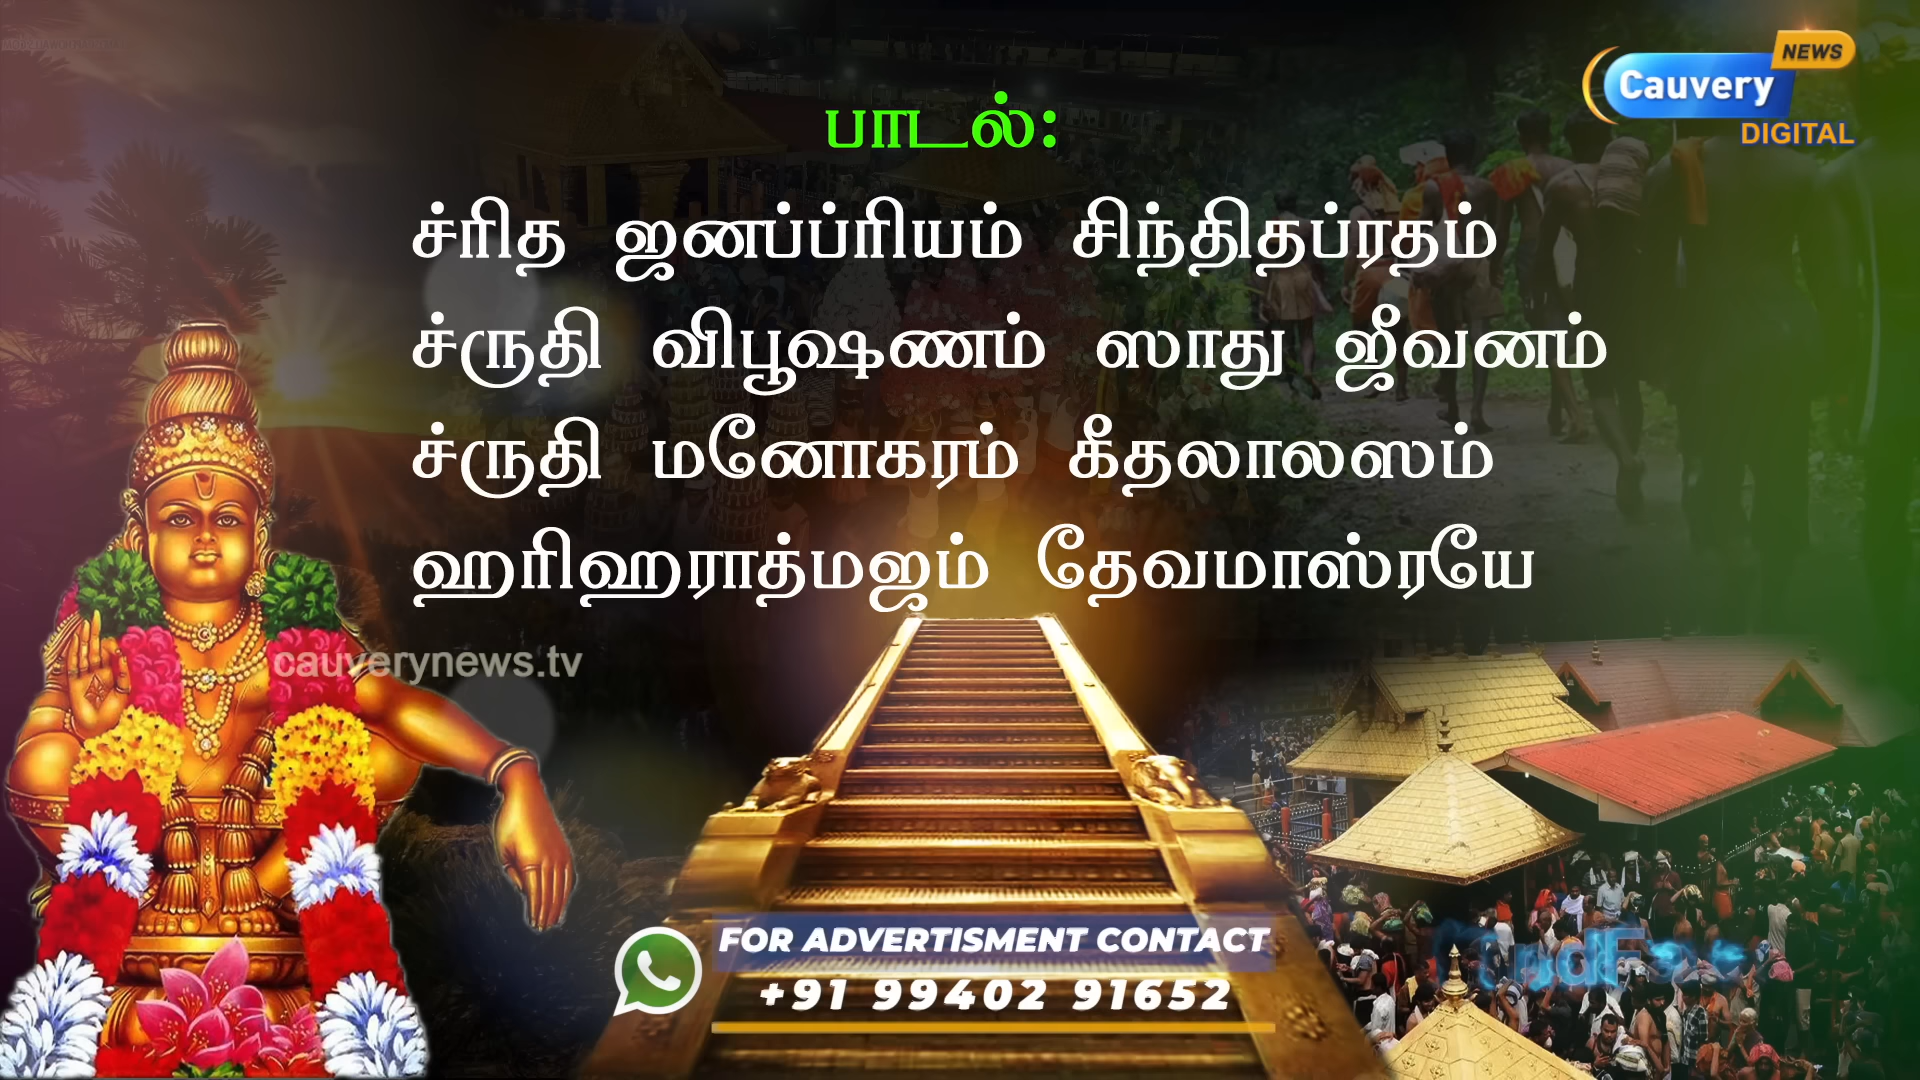 NEWS
Cauvery
DIGITAL
பாடல்:
ச்ரித ஜனப்ப்ரியம் சிந்திதப்ரதம்
ச்ருதி விபூஷணம் ஸாது ஜீவனம்
ச்ருதி மனோகரம் கீதலாலஸம்
ஹரிஹராத்மஜம் தேவமாஸ்ரயே
cauverynews.tv
FOR ADVERTISMENT CONTACT
+91 99402 91652